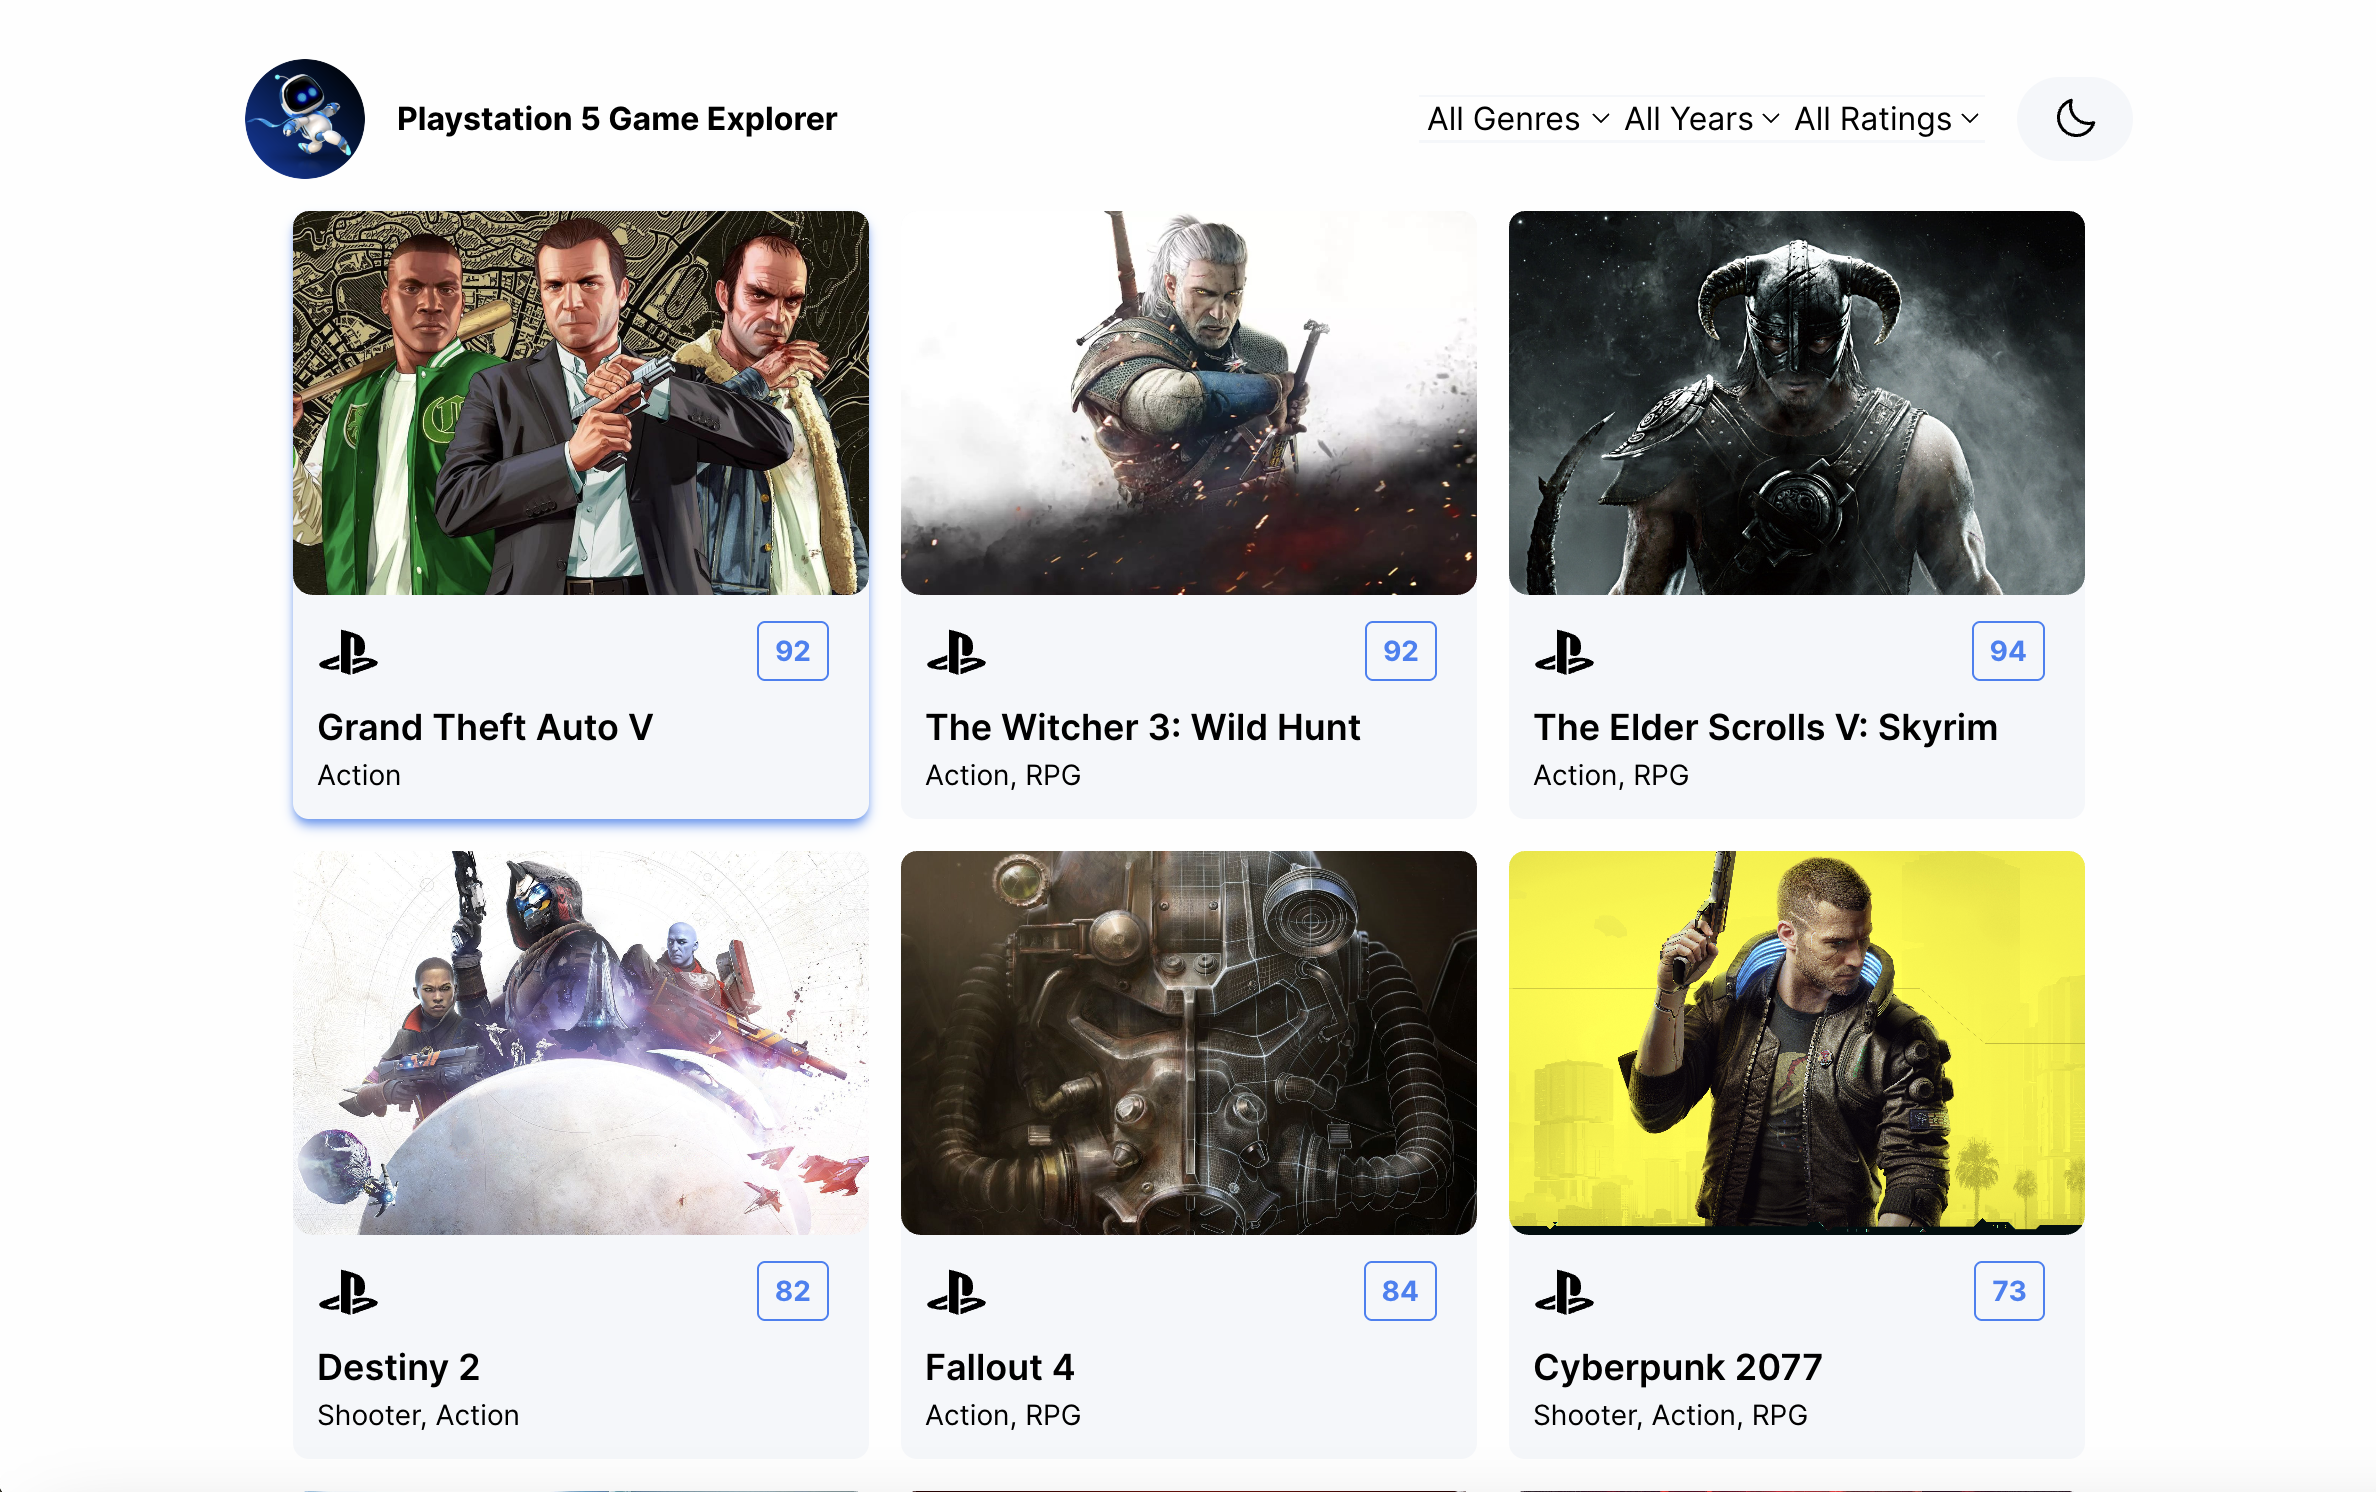 Playstation 5 Game Explorer
All Genres All Years All Ratings
92
Grand Theft Auto V
Action
92
The Witcher 3: Wild Hunt
Action, RPG
94
The Elder Scrolls V: Skyrim
Action, RPG
82
Destiny 2
Shooter, Action
84
Fallout 4
Action, RPG
73
Cyberpunk 2077
Shooter, Action, RPG